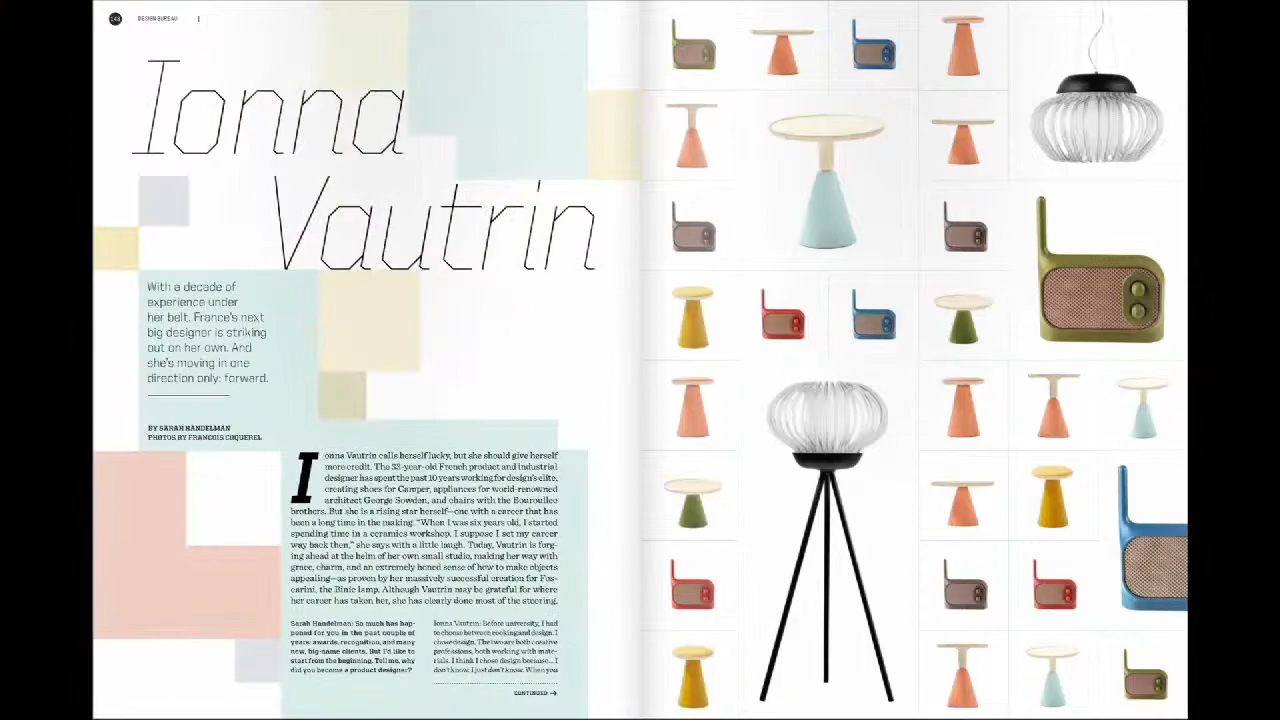 148 DESIGN BUREAU
Ionna
Vautrin
With a decade of
experience under
her belt, France's next
big designer is striking
out on her own. And
she's moving in one
direction only: forward.
BY SARAH HANDELMAN
PHOTOS BY FRANCOIS COQUEREL
Ionna Vautrin calls herself lucky, but she should give herself
more credit. The 33-year-old French product and industrial
designer has spent the past 10 years working for design's elite,
creating shoes for Camper, appliances for world-renowned
architect George Sowden, and chairs with the Bouroullec
brothers. But she is a rising star herself—one with a career that has
been a long time in the making. "When I was six years old, I started
spending time in a ceramics workshop. I suppose I set my career
way back then," she says with a little laugh. Today, Vautrin is forg-
ing ahead at the helm of her own small studio, making her way with
grace, charm, and an extremely honed sense of how to make objects
appealing—as proven by her massively successful creation for Fos-
carini, the Binic lamp. Although Vautrin may be grateful for where
her career has taken her, she has clearly done most of the steering.
Sarah Handelman: So much has hap-
pened for you in the past couple of
years: awards, recognition, and many
new, big-name clients. But I'd like to
start from the beginning. Tell me, why
did you become a product designer?
Ionna Vautrin: Before university, I had
to choose between cooking and design. I
chose design. The two are both creative
professions, both working with mate-
rials. I think I chose design because... I
don't know. I just don't know. When you
CONTINUED →